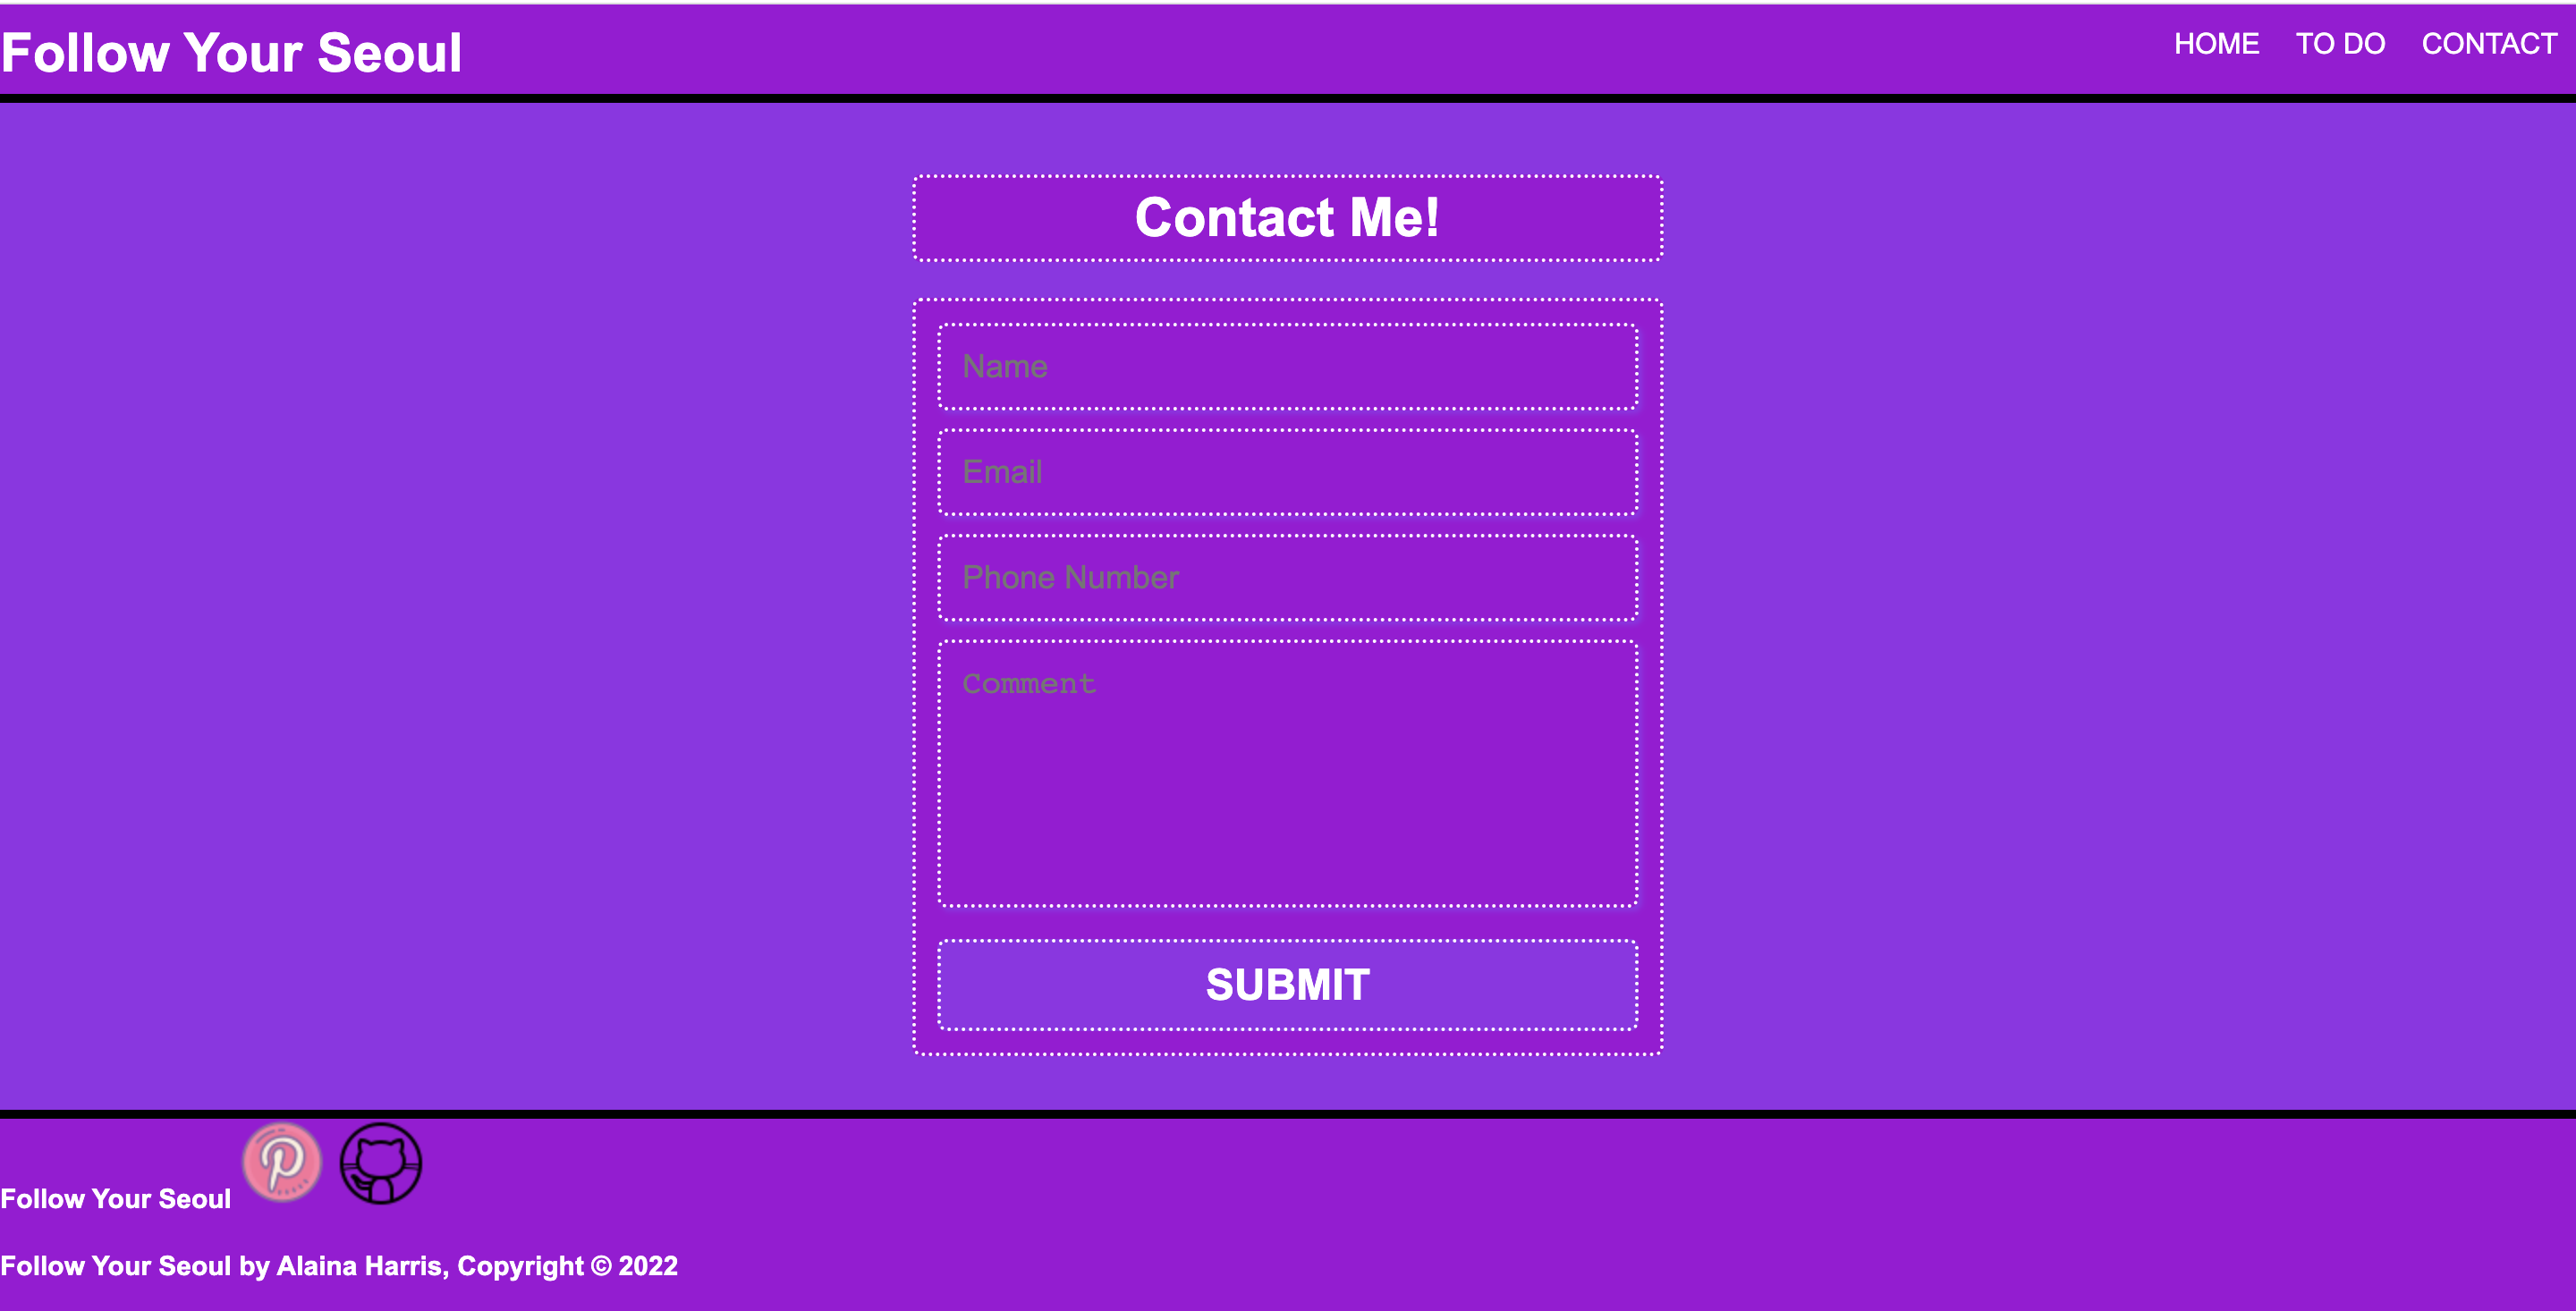 Follow Your Seoul
HOME TO DO CONTACT
Contact Me!
Name
Email
Phone Number
Comment
SUBMIT
Follow Your Seoul
Follow Your Seoul by Alaina Harris, Copyright © 2022